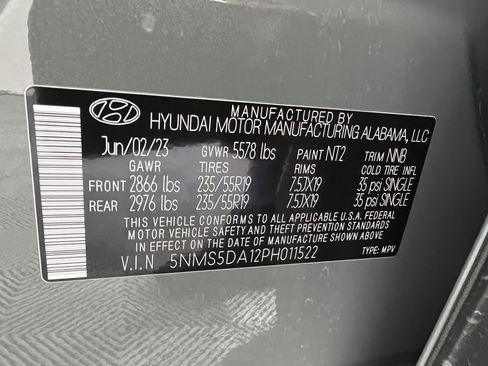 MANUFACTURED BY
HYUNDAI MOTOR MANUFACTURING ALABAMA, LLC
Jun/02/23 GVWR 5578 lbs PAINT NT2 TRIM NNB
GAWR TIRES RIMS COLD TIRE INFL
FRONT 2866 lbs 235/55R19 7.5JX19 35 psi SINGLE
REAR 2976 lbs 235/55R19 7.5JX19 35 psi SINGLE
THIS VEHICLE CONFORMS TO ALL APPLICABLE U.S.A. FEDERAL
MOTOR VEHICLE SAFETY AND THEFT PREVENTION STANDARDS
IN EFFECT ON THE DATE OF MANUFACTURE SHOWN ABOVE
V.I.N 5NMS5DA12PH011522 TYPE: MPV